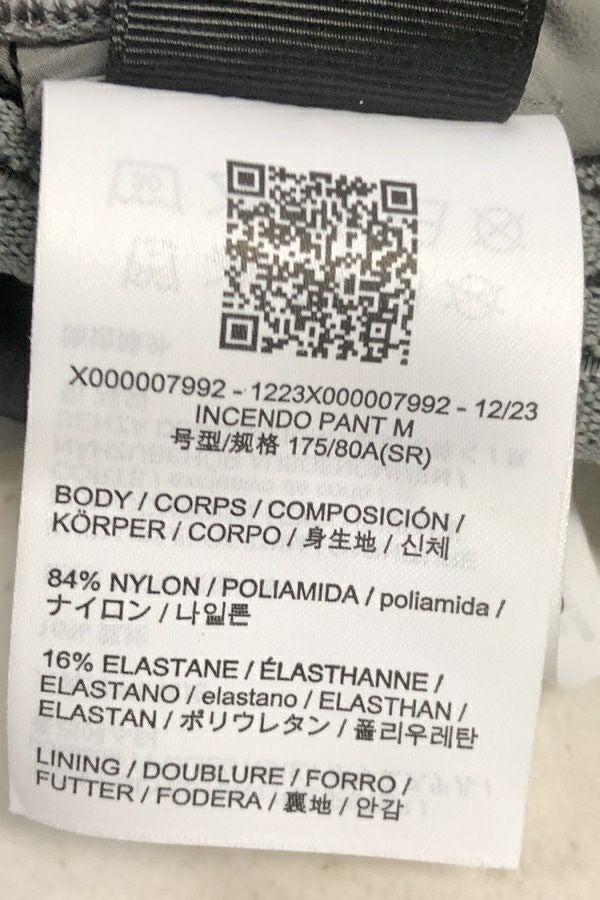 X000007992 - 1223X000007992 - 12/23
INCENDO PANT M
号型/规格 175/80A(SR)
BODY / CORPS / COMPOSICIÓN /
KÖRPER / CORPO / 身生地 / 신체
84% NYLON / POLIAMIDA / poliamida /
ナイロン / 나일론
16% ELASTANE / ÉLASTHANNE /
ELASTANO / elastano / ELASTHAN /
ELASTAN / ポリウレタン / 폴리우레탄
LINING / DOUBLURE / FORRO /
FUTTER / FODERA / 裏地 / 안감